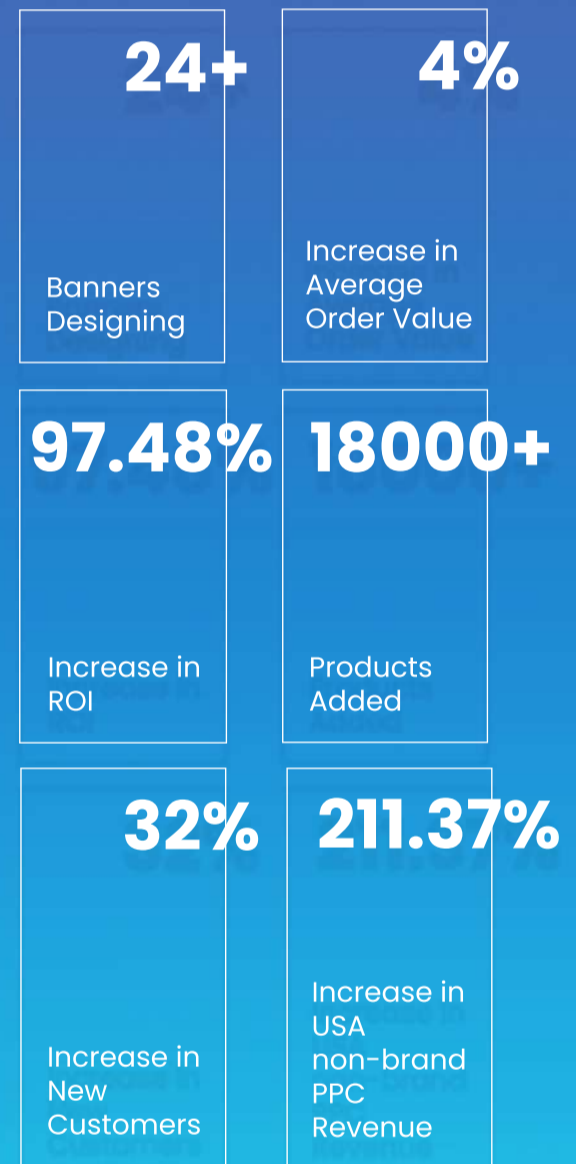 24+
Banners
Designing
4%
Increase in
Average
Order Value
97.48%
Increase in
ROI
18000+
Products
Added
32%
Increase in
New
Customers
211.37%
Increase in
USA
non-brand
PPC
Revenue